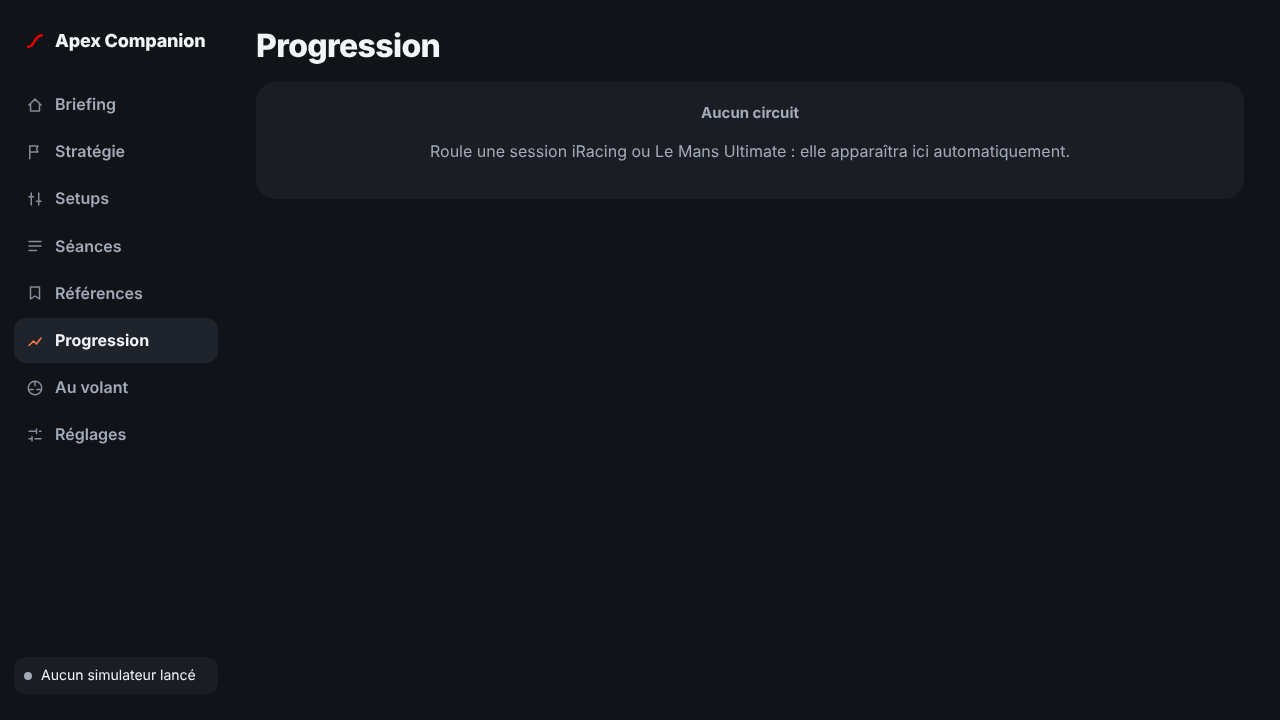 Apex Companion
Briefing
Stratégie
Setups
Séances
Références
Progression
Au volant
Réglages
Aucun simulateur lancé
Progression
Aucun circuit
Roule une session iRacing ou Le Mans Ultimate : elle apparaîtra ici automatiquement.